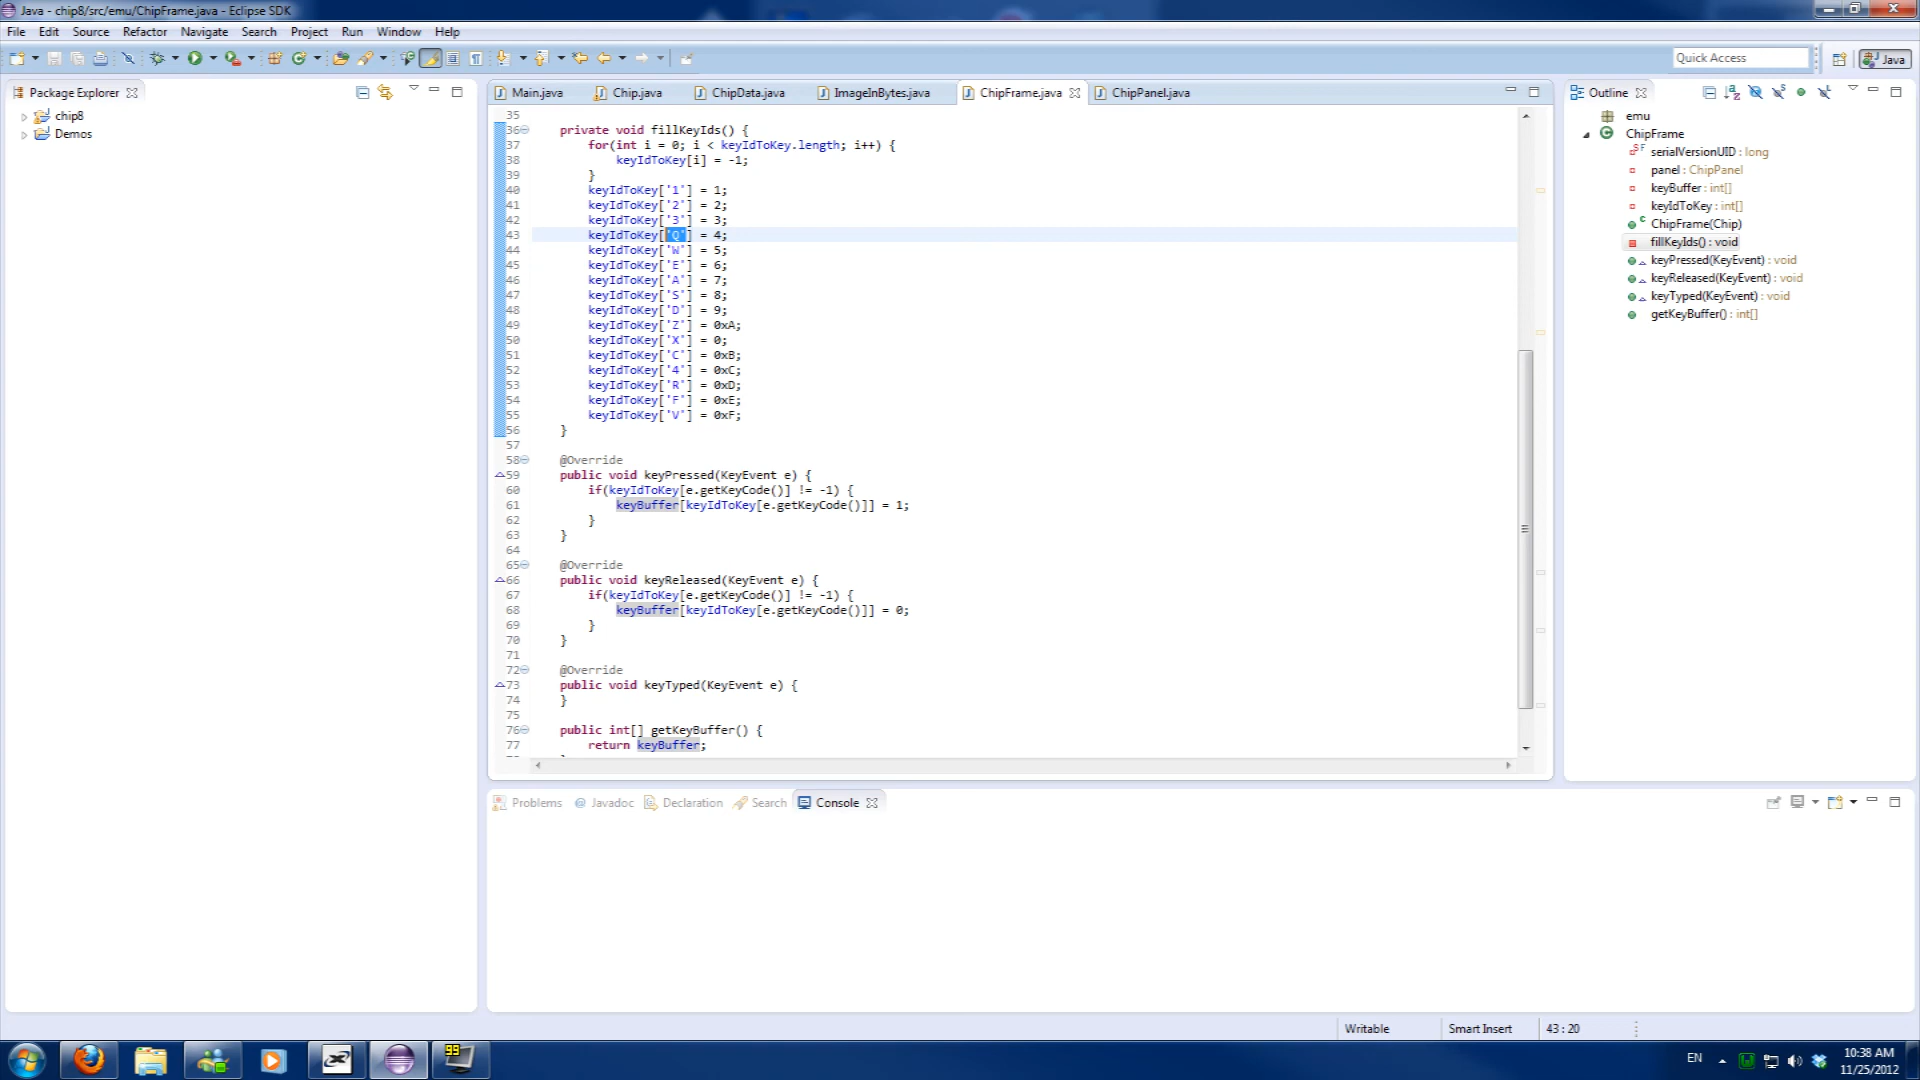 Java - chip8/src/emu/ChipFrame.java - Eclipse SDK
File Edit Source Refactor Navigate Search Project Run Window Help
Quick Access
Java
Package Explorer
chip8
Demos
Main.java Chip.java ChipData.java ImageInBytes.java ChipFrame.java ChipPanel.java
35
36 private void fillKeyIds() {
37 for(int i = 0; i < keyIdToKey.length; i++) {
38 keyIdToKey[i] = -1;
39 }
40 keyIdToKey['1'] = 1;
41 keyIdToKey['2'] = 2;
42 keyIdToKey['3'] = 3;
43 keyIdToKey['Q'] = 4;
44 keyIdToKey['W'] = 5;
45 keyIdToKey['E'] = 6;
46 keyIdToKey['A'] = 7;
47 keyIdToKey['S'] = 8;
48 keyIdToKey['D'] = 9;
49 keyIdToKey['Z'] = 0xA;
50 keyIdToKey['X'] = 0;
51 keyIdToKey['C'] = 0xB;
52 keyIdToKey['4'] = 0xC;
53 keyIdToKey['R'] = 0xD;
54 keyIdToKey['F'] = 0xE;
55 keyIdToKey['V'] = 0xF;
56 }
57
58 @Override
59 public void keyPressed(KeyEvent e) {
60 if(keyIdToKey[e.getKeyCode()] != -1) {
61 keyBuffer[keyIdToKey[e.getKeyCode()]] = 1;
62 }
63 }
64
65 @Override
66 public void keyReleased(KeyEvent e) {
67 if(keyIdToKey[e.getKeyCode()] != -1) {
68 keyBuffer[keyIdToKey[e.getKeyCode()]] = 0;
69 }
70 }
71
72 @Override
73 public void keyTyped(KeyEvent e) {
74 }
75
76 public int[] getKeyBuffer() {
77 return keyBuffer;
Outline
emu
ChipFrame
serialVersionUID : long
panel : ChipPanel
keyBuffer : int[]
keyIdToKey : int[]
ChipFrame(Chip)
fillKeyIds() : void
keyPressed(KeyEvent) : void
keyReleased(KeyEvent) : void
keyTyped(KeyEvent) : void
getKeyBuffer() : int[]
Problems @ Javadoc Declaration Search Console
Writable Smart Insert 43 : 20
99
EN
10:38 AM
11/25/2012